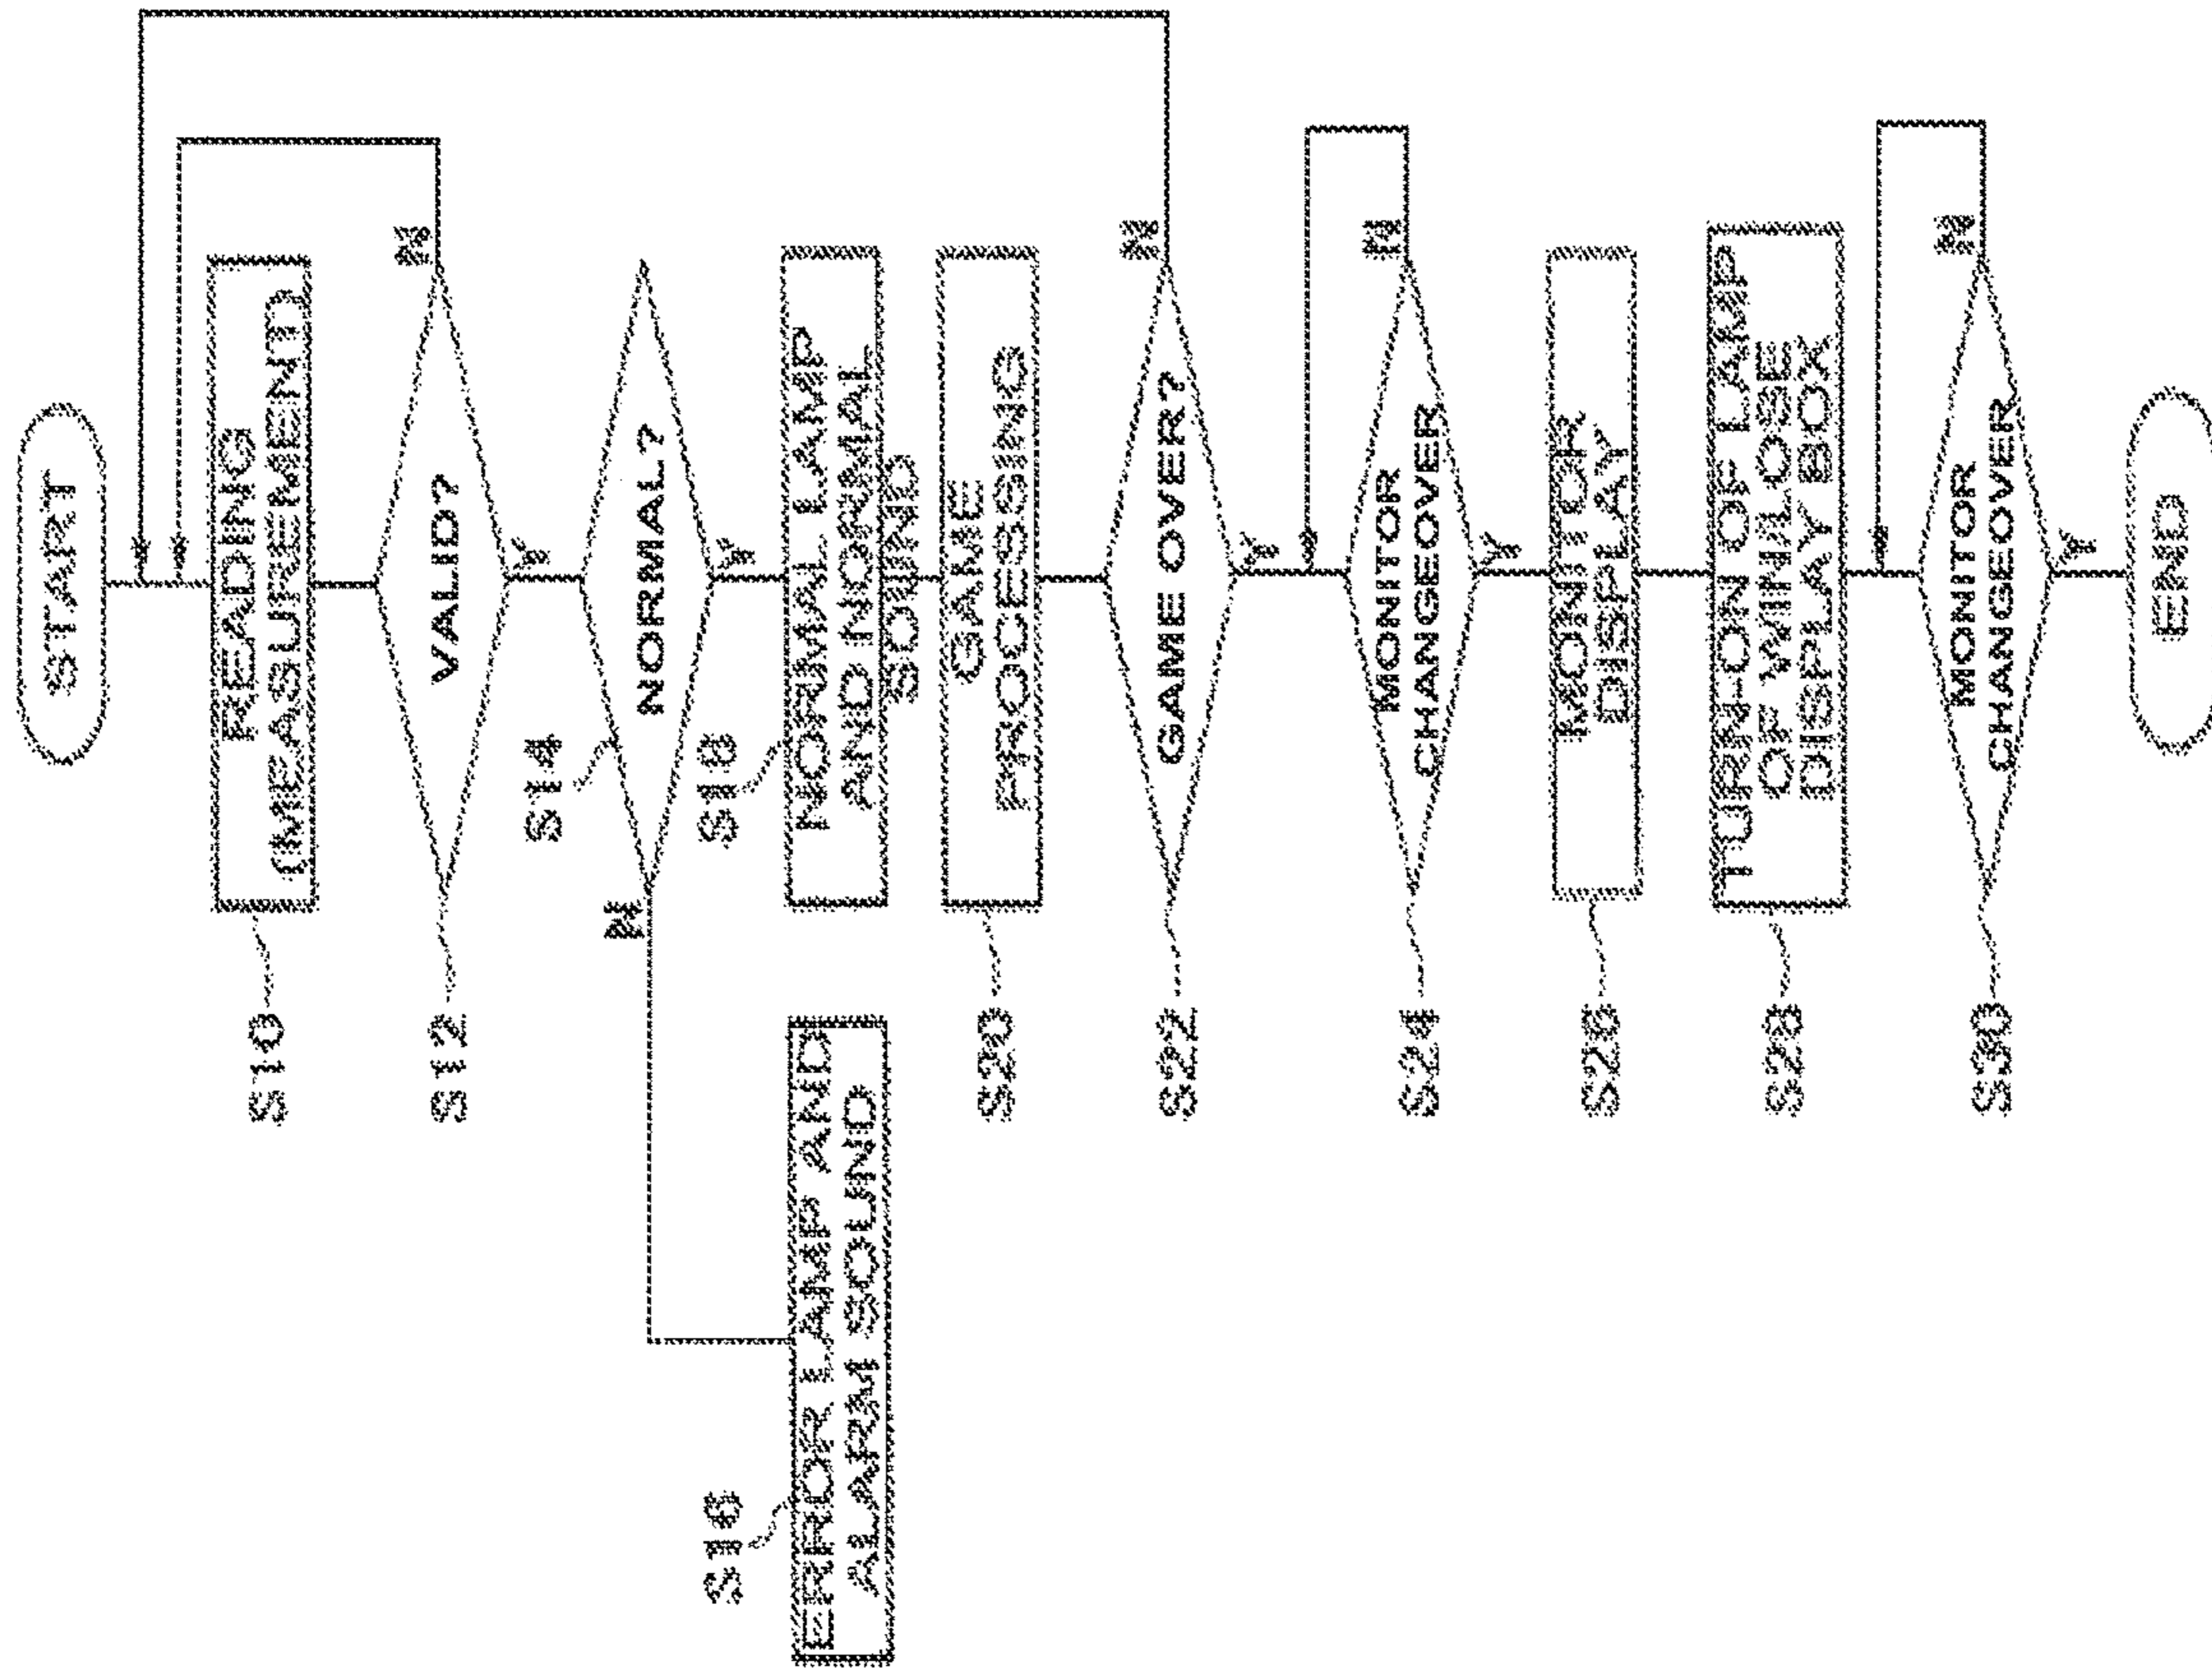 START
S10
READING
(MEASUREMENT)
S12
VALID?
N
Y
S14
NORMAL?
N
Y
S16
ERROR LAMP AND
ALARM SOUND
S18
NORMAL LAMP
AND NORMAL
SOUND
S20
GAME
PROCESSING
S22
GAME OVER?
N
Y
S24
MONITOR
CHANGEOVER
N
Y
S26
MONITOR
DISPLAY
S28
TURN-ON OF LAMP
OF WIN/LOSE
DISPLAY BOX
S30
MONITOR
CHANGEOVER
N
Y
END